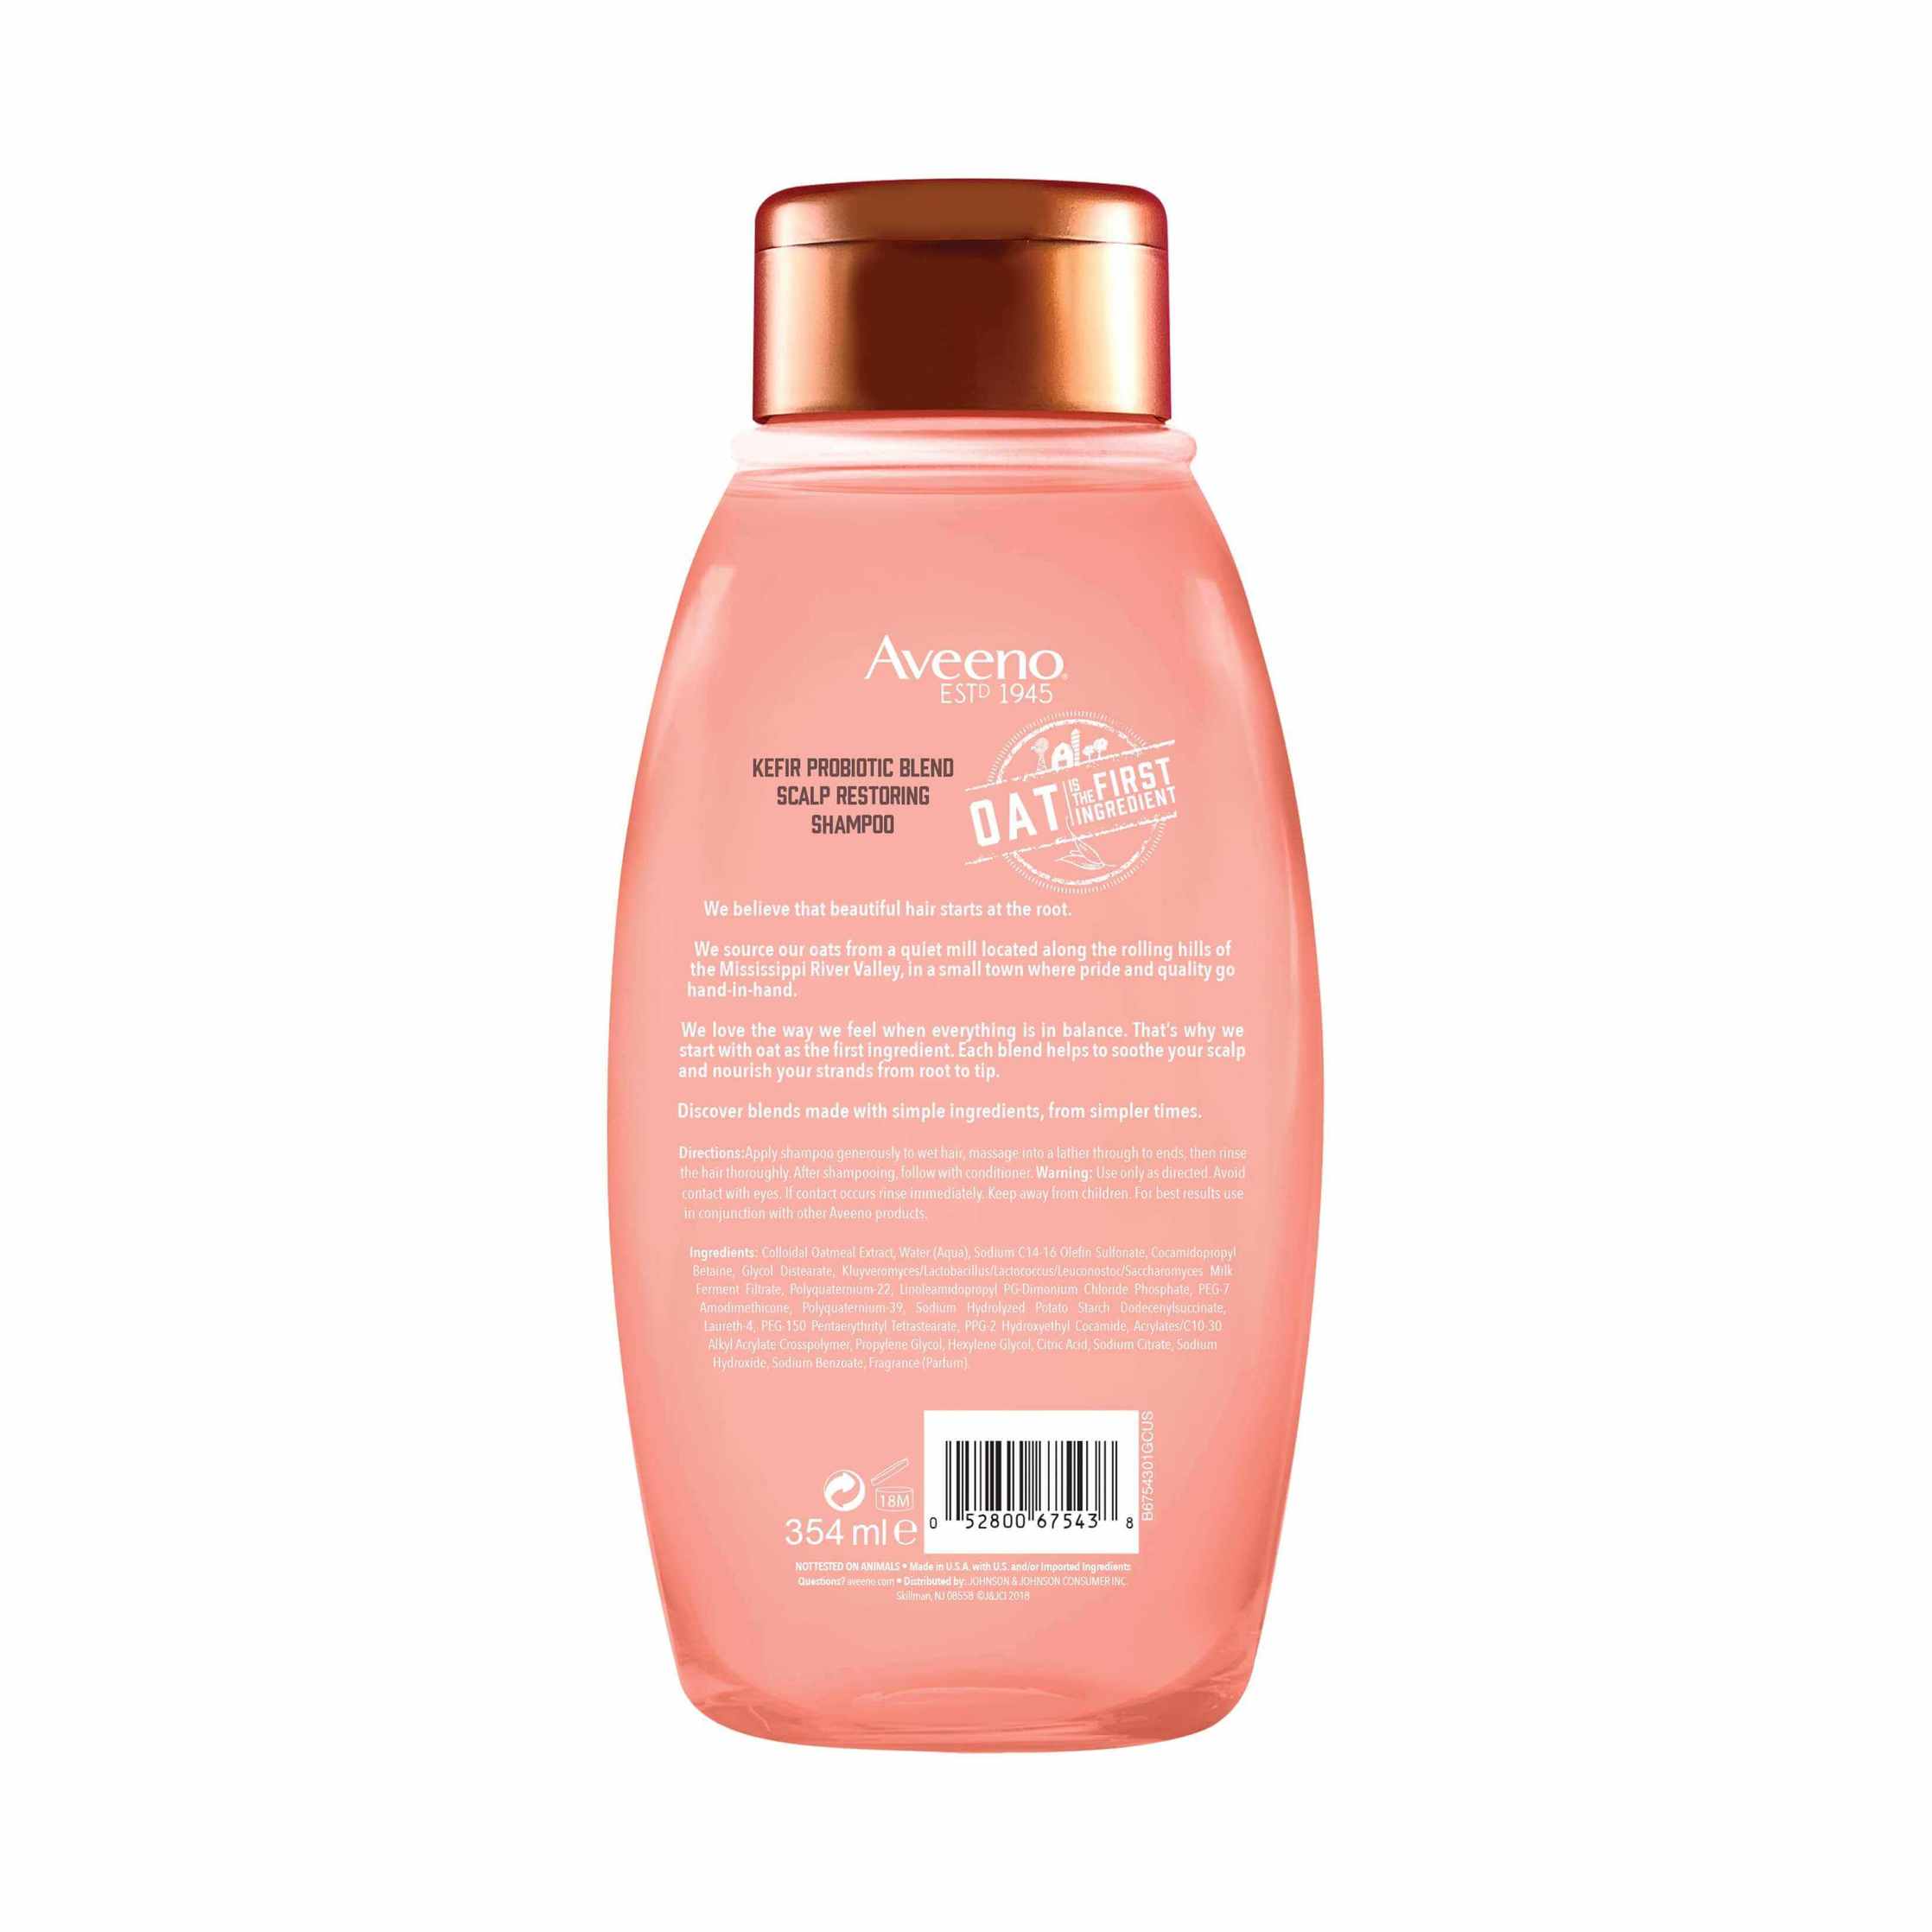 Aveeno®
ESTD 1945
KEFIR PROBIOTIC BLEND
SCALP RESTORING
SHAMPOO
OAT IS THE FIRST INGREDIENT
We believe that beautiful hair starts at the root.
We source our oats from a quiet mill located along the rolling hills of
the Mississippi River Valley, in a small town where pride and quality go
hand-in-hand.
We love the way we feel when everything is in balance. That's why we
start with oat as the first ingredient. Each blend helps to soothe your scalp
and nourish your strands from root to tip.
Discover blends made with simple ingredients, from simpler times.
Directions: Apply shampoo generously to wet hair, massage into a lather through to ends, then rinse
the hair thoroughly. After shampooing, follow with conditioner. Warning: Use only as directed. Avoid
contact with eyes. If contact occurs rinse immediately. Keep away from children. For best results use
in conjunction with other Aveeno products.
Ingredients: Colloidal Oatmeal Extract, Water (Aqua), Sodium C14-16 Olefin Sulfonate, Cocamidopropyl
Betaine, Glycol Distearate, Kluyveromyces/Lactobacillus/Lactococcus/Leuconostoc/Saccharomyces Milk
Ferment Filtrate, Polyquaternium-22, Linoleamidopropyl PG-Dimonium Chloride Phosphate, PEG-7
Amodimethicone, Polyquaternium-39, Sodium Hydrolyzed Potato Starch Dodecenylsuccinate,
Laureth-4, PEG-150 Pentaerythrityl Tetrastearate, PPG-2 Hydroxyethyl Cocamide, Acrylates/C10-30
Alkyl Acrylate Crosspolymer, Propylene Glycol, Hexylene Glycol, Citric Acid, Sodium Citrate, Sodium
Hydroxide, Sodium Benzoate, Fragrance (Parfum).
18M
354 ml e
0 52800 67543 8
B6754301GCUS
NOT TESTED ON ANIMALS • Made in U.S.A. with U.S. and/or Imported Ingredients
Questions? aveeno.com • Distributed by: JOHNSON & JOHNSON CONSUMER INC.
Skillman, NJ 08558 ©J&JCI 2018